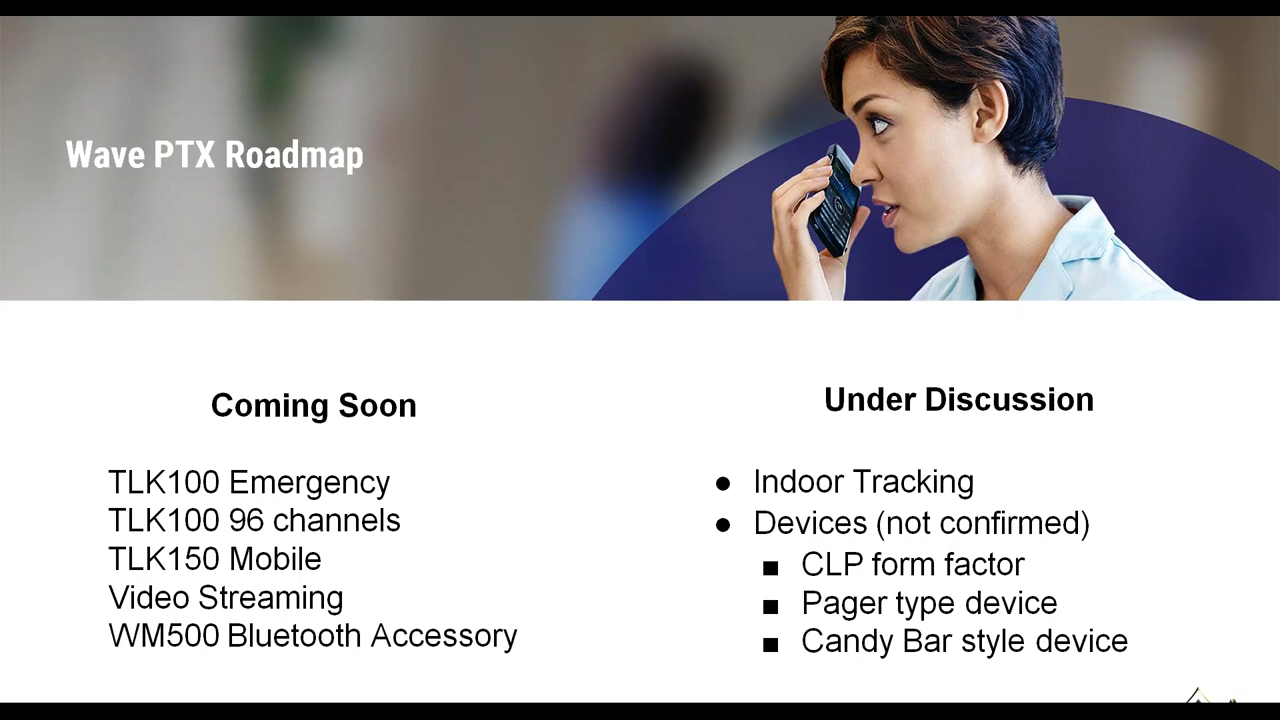 Wave PTX Roadmap
Coming Soon
TLK100 Emergency
TLK100 96 channels
TLK150 Mobile
Video Streaming
WM500 Bluetooth Accessory
Under Discussion
● Indoor Tracking
● Devices (not confirmed)
■ CLP form factor
■ Pager type device
■ Candy Bar style device